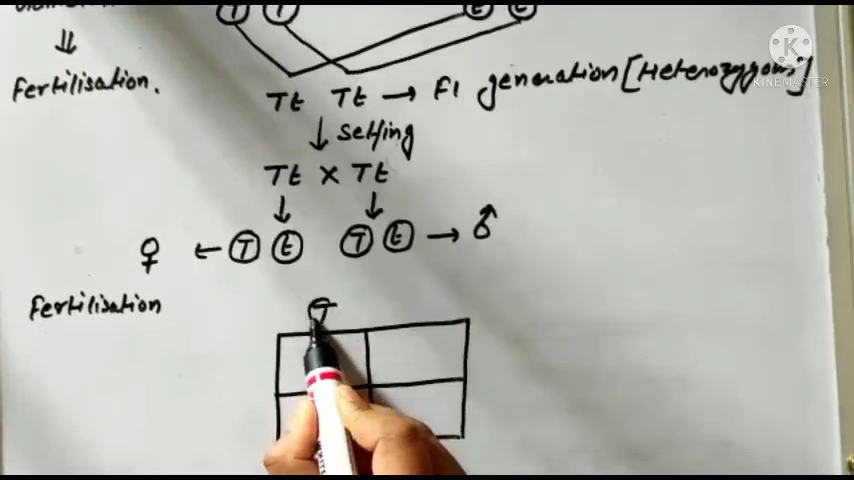 T T t t
⇓
Fertilisation.
Tt Tt → F1 generation [Heterozygous]
↓ Selfing
Tt × Tt
↓ ↓
♀ ← T t T t → ♂
Fertilisation
T
K
KINEMASTER